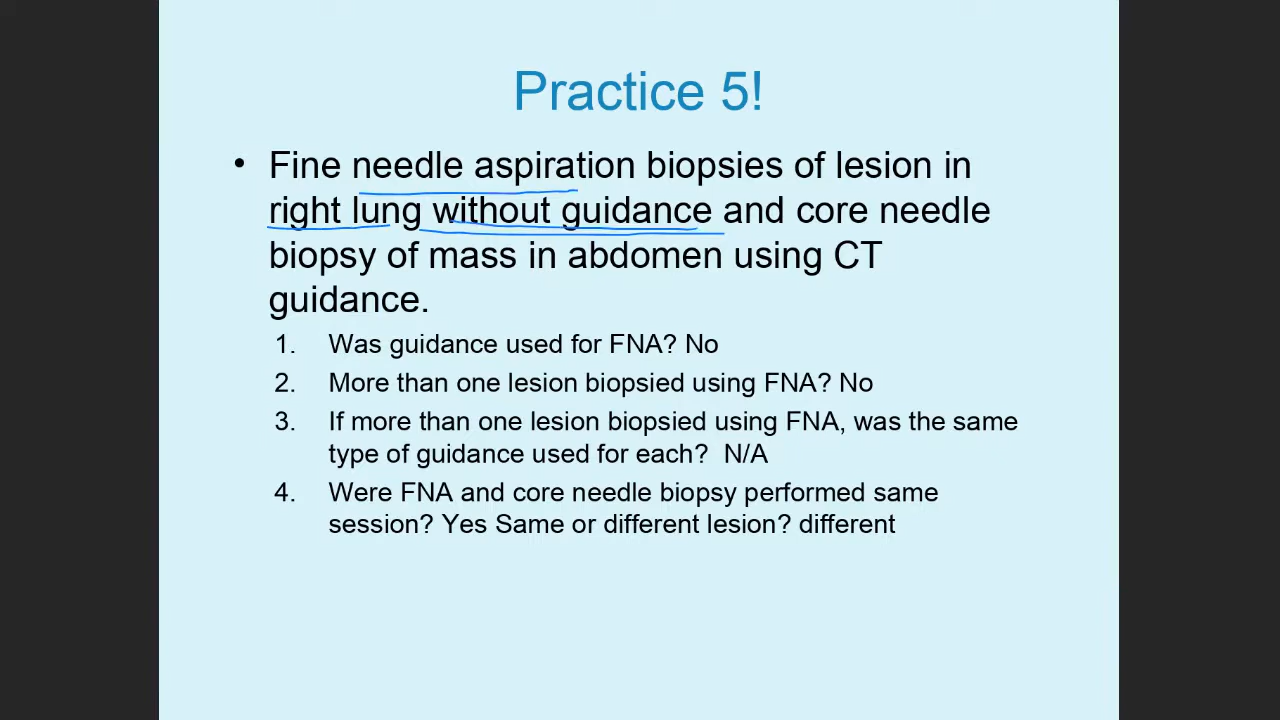 Practice 5!
• Fine needle aspiration biopsies of lesion in
right lung without guidance and core needle
biopsy of mass in abdomen using CT
guidance.
1. Was guidance used for FNA? No
2. More than one lesion biopsied using FNA? No
3. If more than one lesion biopsied using FNA, was the same
type of guidance used for each? N/A
4. Were FNA and core needle biopsy performed same
session? Yes Same or different lesion? different